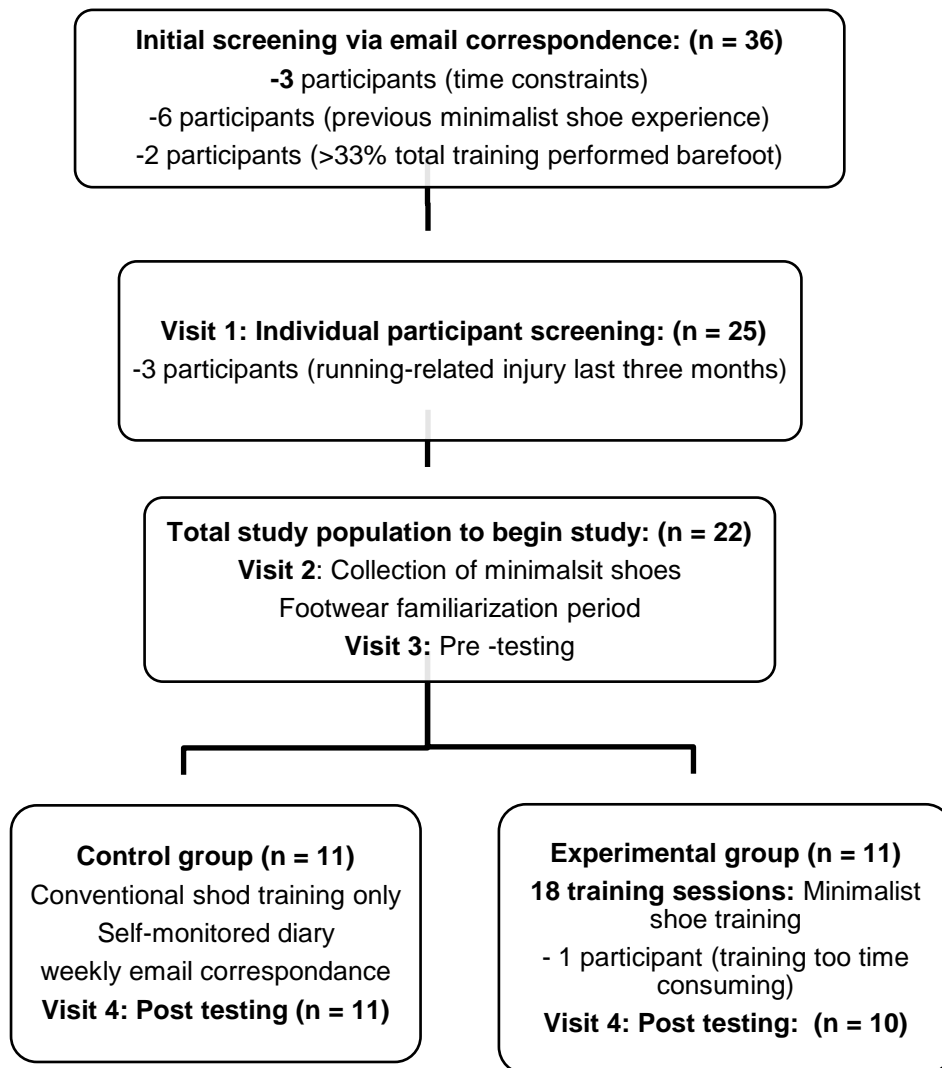 Initial screening via email correspondence: (n = 36)
-3 participants (time constraints)
-6 participants (previous minimalist shoe experience)
-2 participants (>33% total training performed barefoot)
Visit 1: Individual participant screening: (n = 25)
-3 participants (running-related injury last three months)
Total study population to begin study: (n = 22)
Visit 2: Collection of minimalsit shoes
Footwear familiarization period
Visit 3: Pre -testing
Control group (n = 11)
Conventional shod training only
Self-monitored diary
weekly email correspondance
Visit 4: Post testing (n = 11)
Experimental group (n = 11)
18 training sessions: Minimalist
shoe training
- 1 participant (training too time
consuming)
Visit 4: Post testing:  (n = 10)